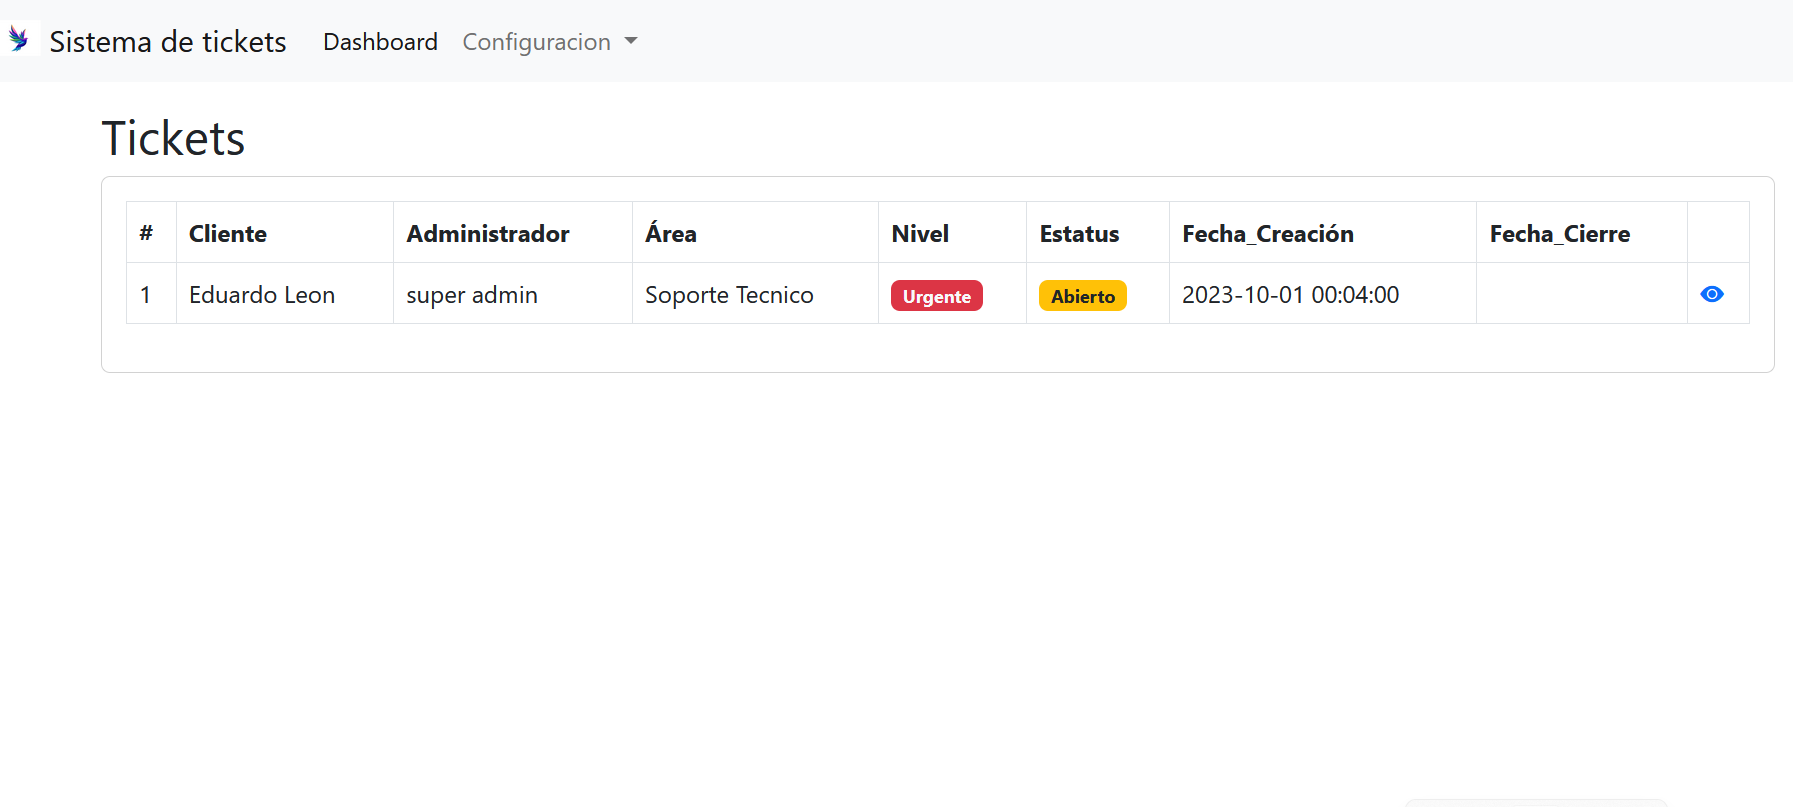 Sistema de tickets Dashboard Configuracion
Tickets
# Cliente Administrador Área Nivel Estatus Fecha_Creación Fecha_Cierre
1 Eduardo Leon super admin Soporte Tecnico Urgente Abierto 2023-10-01 00:04:00